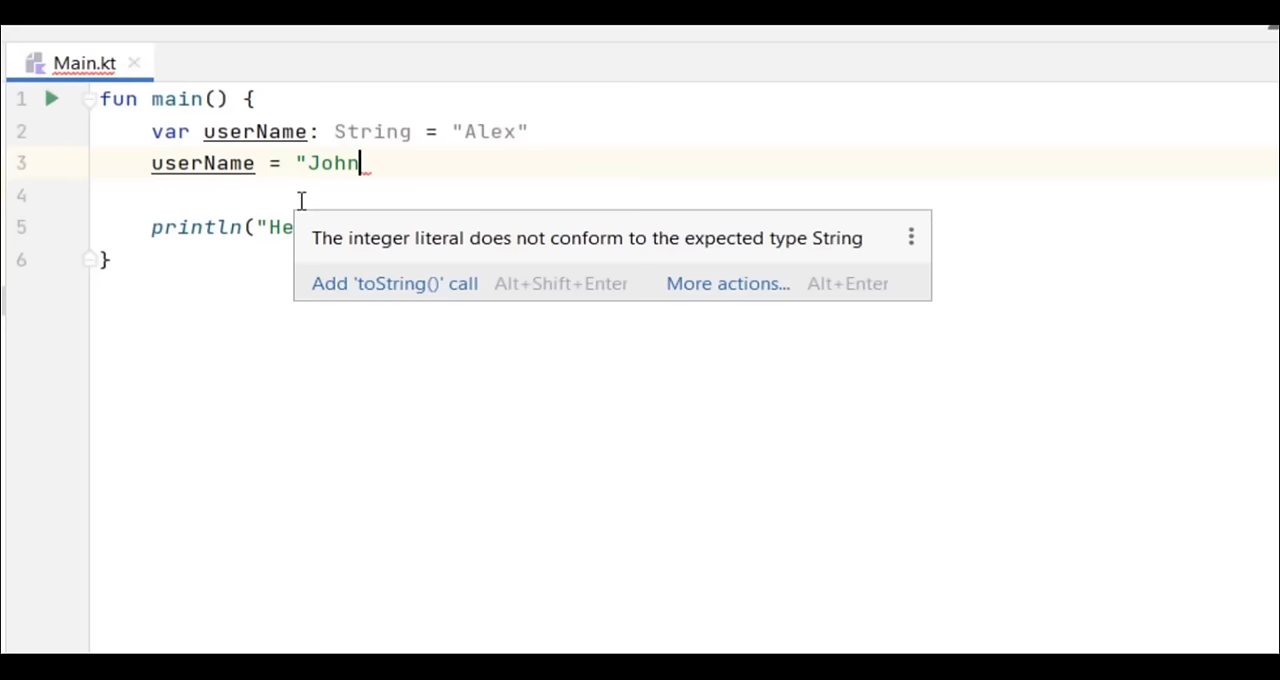 Main.kt
1 fun main() {
2 var userName: String = "Alex"
3 userName = "John
4
5 println("He
6 }
The integer literal does not conform to the expected type String
Add 'toString()' call Alt+Shift+Enter More actions... Alt+Enter